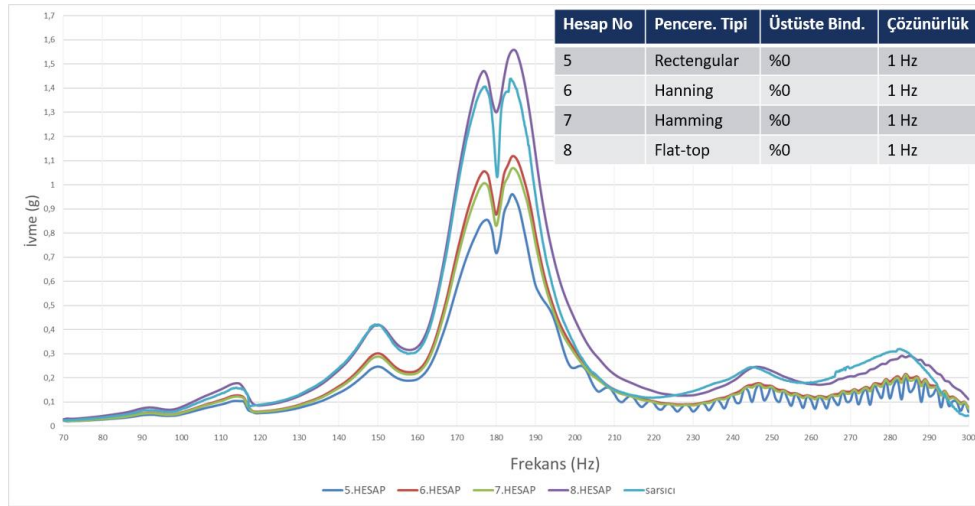 Hesap No Pencere. Tipi Üstüste Bind. Çözünürlük
5 Rectengular %0 1 Hz
6 Hanning %0 1 Hz
7 Hamming %0 1 Hz
8 Flat-top %0 1 Hz
1,7
1,6
1,5
1,4
1,3
1,2
1,1
1
0,9
0,8
0,7
0,6
0,5
0,4
0,3
0,2
0,1
0
İvme (g)
70 80 90 100 110 120 130 140 150 160 170 180 190 200 210 220 230 240 250 260 270 280 290 300
Frekans (Hz)
5.HESAP 6.HESAP 7.HESAP 8.HESAP sarsıcı